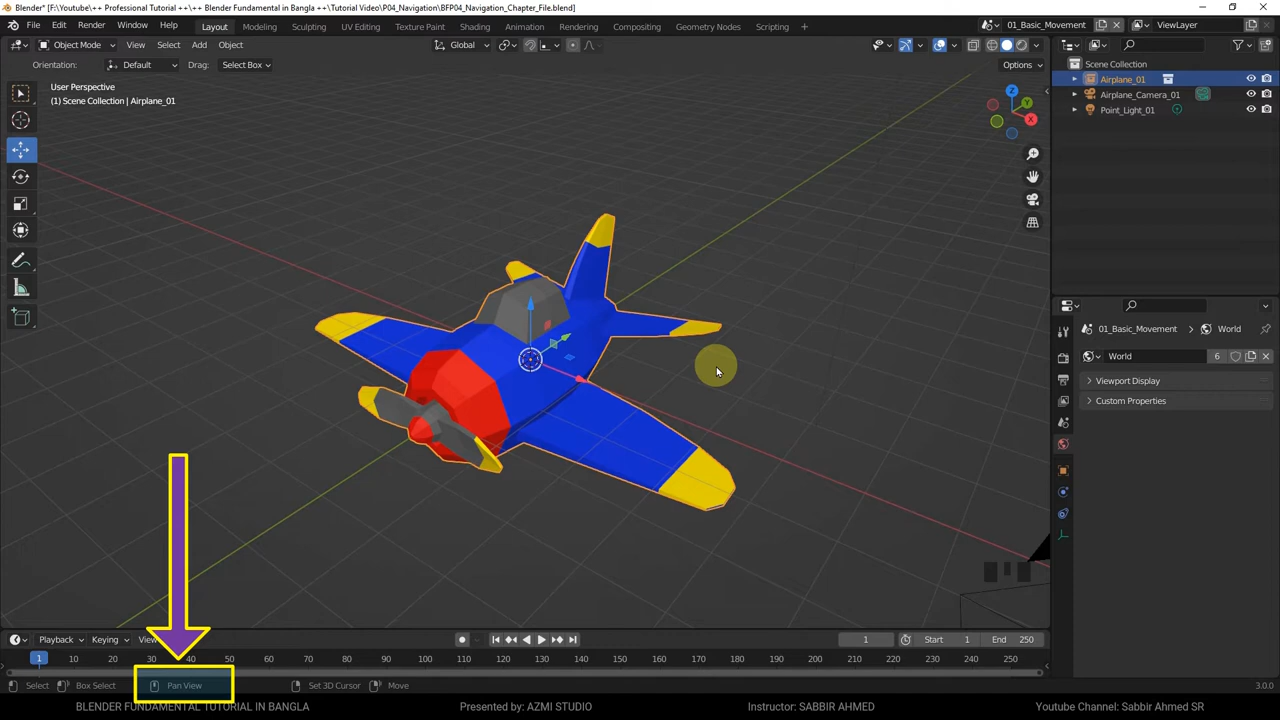 Blender* [F:\Youtube\++ Professional Tutorial ++\Blender Fundamental in Bangla ++\Tutorial Video\P04_Navigation\BFP04_Navigation_Chapter_File.blend]
File Edit Render Window Help Layout Modeling Sculpting UV Editing Texture Paint Shading Animation Rendering Compositing Geometry Nodes Scripting + 01_Basic_Movement ViewLayer
Object Mode View Select Add Object Global
Orientation: Default Drag: Select Box Options
Scene Collection
Airplane_01
Airplane_Camera_01
Point_Light_01
User Perspective
(1) Scene Collection | Airplane_01
Z
Y
X
01_Basic_Movement > World
World 6
Viewport Display
Custom Properties
Playback Keying View 1 Start 1 End 250
1 10 20 30 40 50 60 70 80 90 100 110 120 130 140 150 160 170 180 190 200 210 220 230 240 250
Select Box Select Pan View Set 3D Cursor Move 3.0.0
BLENDER FUNDAMENTAL TUTORIAL IN BANGLA Presented by: AZMI STUDIO Instructor: SABBIR AHMED Youtube Channel: Sabbir Ahmed SR